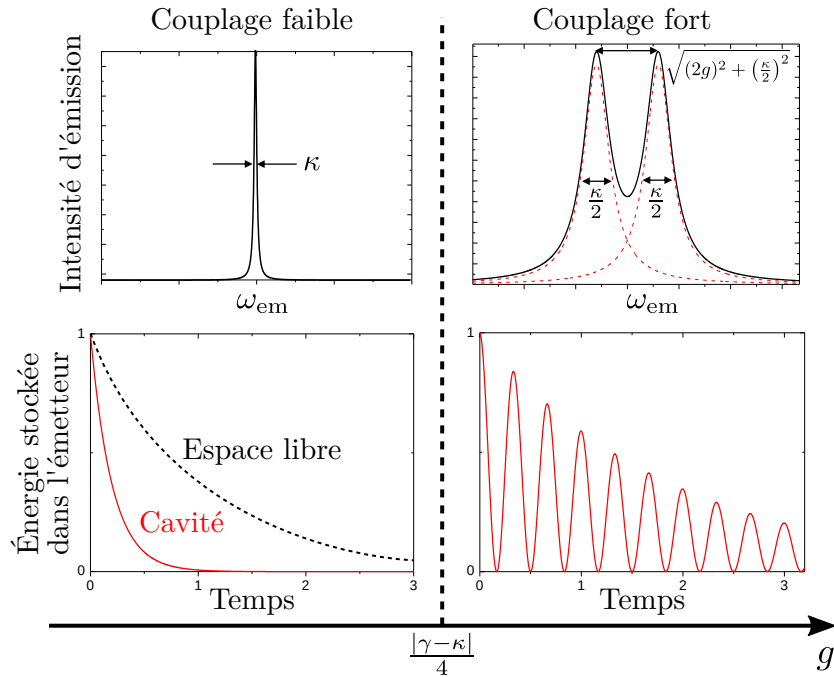 Couplage faible
Couplage fort
Intensité d'émission
κ
ω_em
√((2g)² + (κ/2)²)
κ/2
κ/2
ω_em
Énergie stockée
dans l'émetteur
1
0
0
1
2
3
Espace libre
Cavité
Temps
1
0
0
1
2
3
Temps
|γ−κ|/4
g